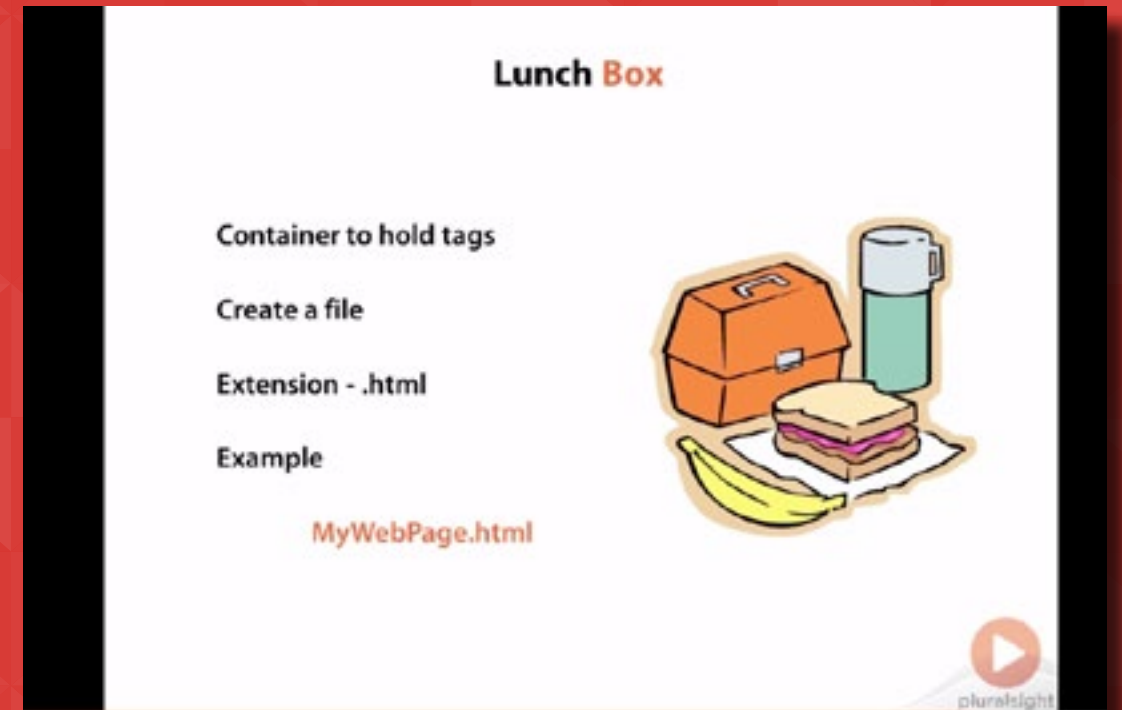 Lunch Box
Container to hold tags
Create a file
Extension - .html
Example
MyWebPage.html
pluralsight